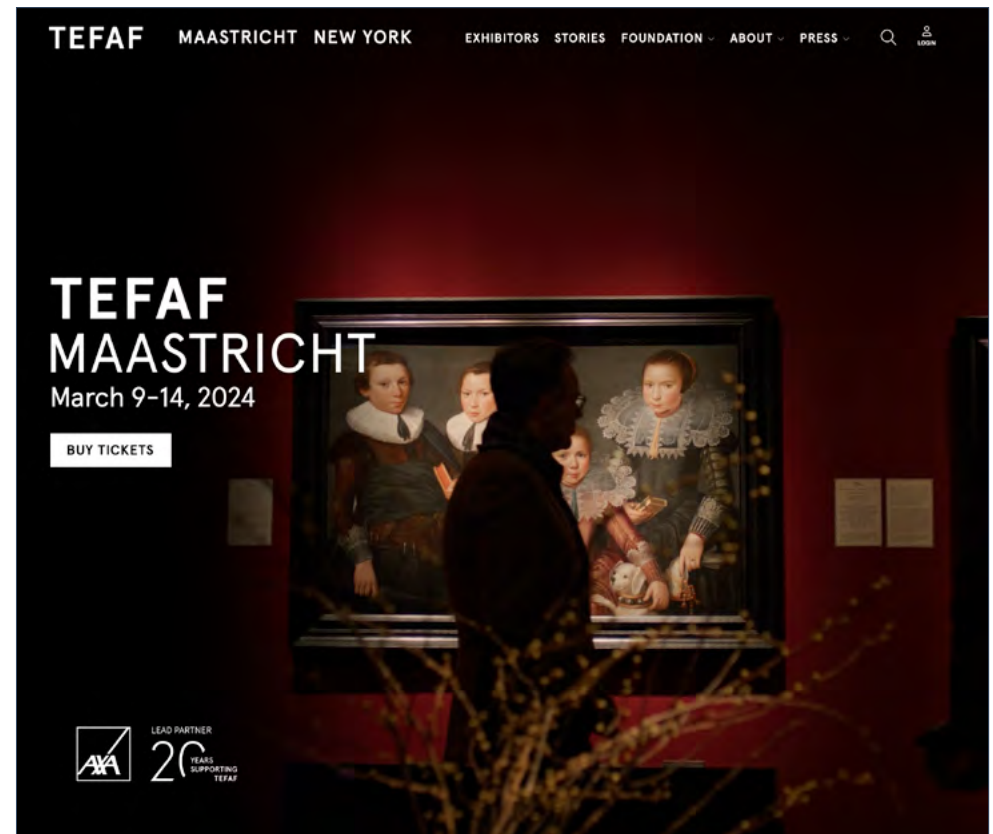 TEFAF MAASTRICHT NEW YORK EXHIBITORS STORIES FOUNDATION ABOUT PRESS LOGIN
TEFAF
MAASTRICHT
March 9-14, 2024
BUY TICKETS
AXA
LEAD PARTNER
20 YEARS
SUPPORTING
TEFAF